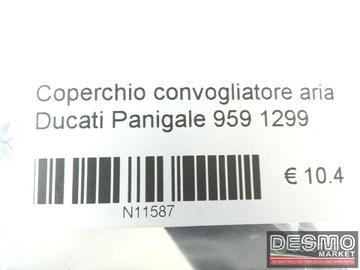 Coperchio convogliatore aria
Ducati Panigale 959 1299
€ 10.4
N11587
DESMO
MARKET